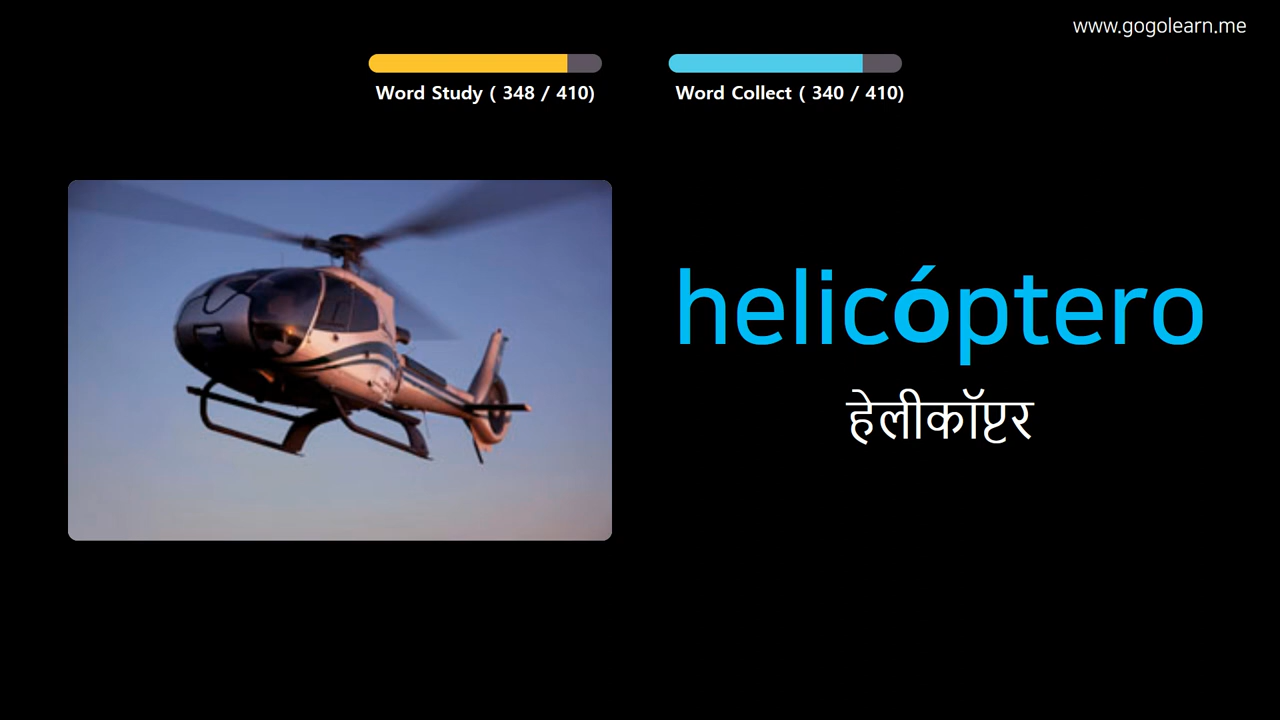 www.gogolearn.me
Word Study ( 348 / 410)
Word Collect ( 340 / 410)
helicóptero
हेलीकॉप्टर